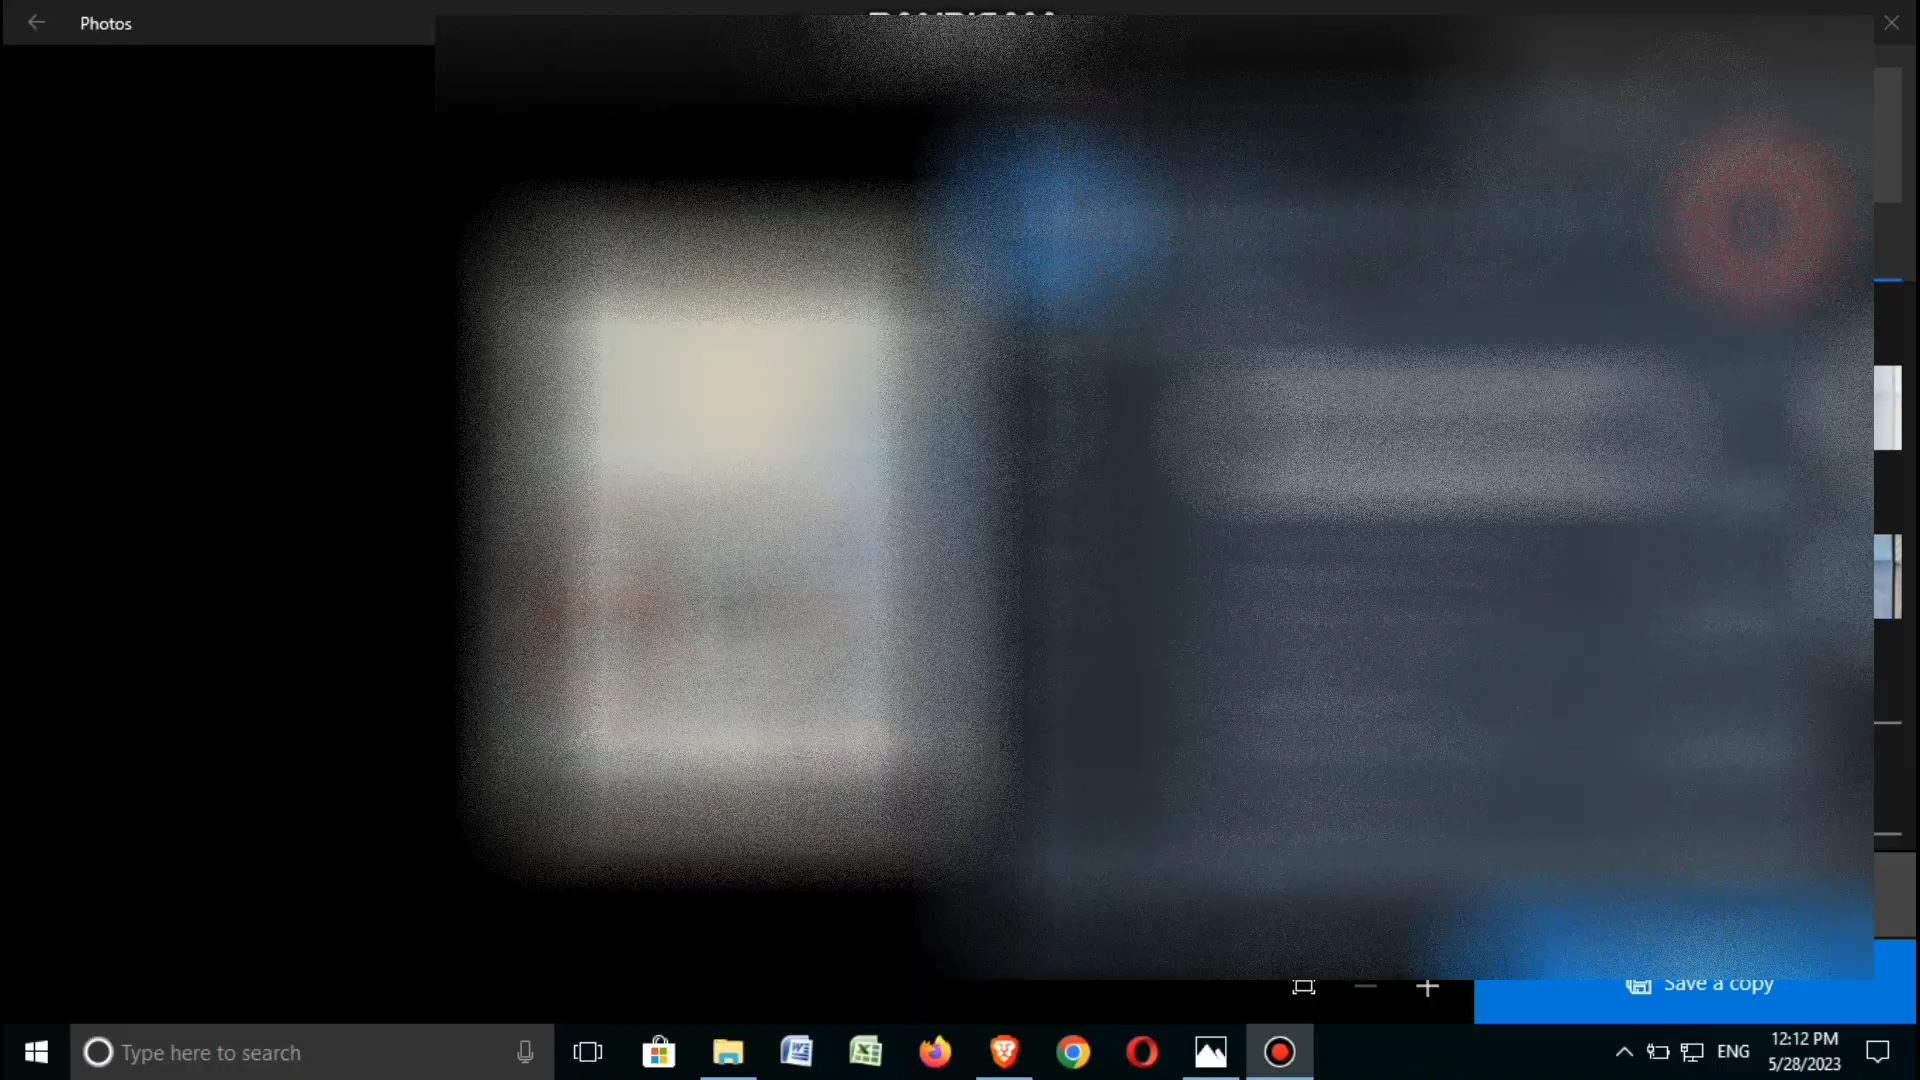 Photos
Save a copy
Type here to search
ENG
12:12 PM
5/28/2023